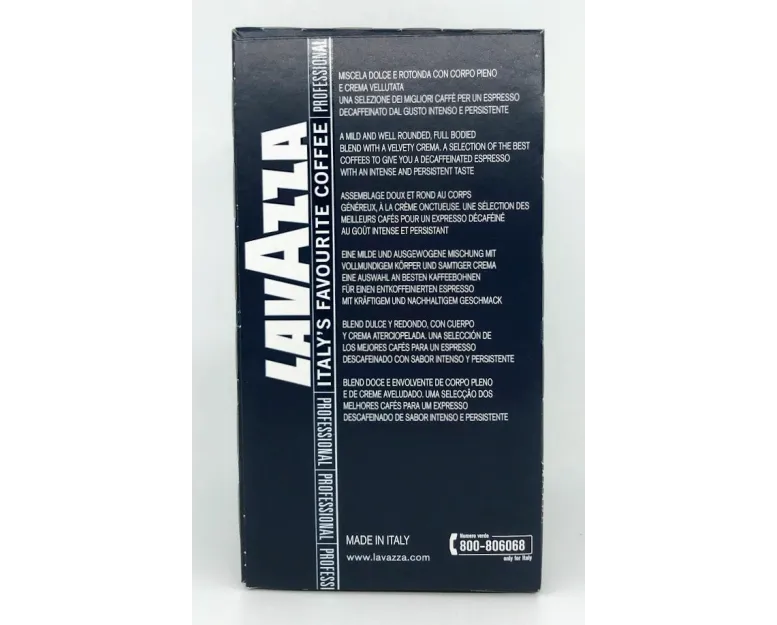 LAVAZZA
ITALY'S FAVOURITE COFFEE
PROFESSIONAL
PROFESSIONAL
PROFESSIONAL
PROFESSIONAL
MISCELA DOLCE E ROTONDA CON CORPO PIENO
E CREMA VELLUTATA
UNA SELEZIONE DEI MIGLIORI CAFFÈ PER UN ESPRESSO
DECAFFEINATO DAL GUSTO INTENSO E PERSISTENTE
A MILD AND WELL ROUNDED, FULL BODIED
BLEND WITH A VELVETY CREMA. A SELECTION OF THE BEST
COFFEES TO GIVE YOU A DECAFFEINATED ESPRESSO
WITH AN INTENSE AND PERSISTENT TASTE
ASSEMBLAGE DOUX ET ROND AU CORPS
GÉNÉREUX, À LA CRÈME ONCTUEUSE. UNE SÉLECTION DES
MEILLEURS CAFÉS POUR UN EXPRESSO DÉCAFÉINÉ
AU GOÛT INTENSE ET PERSISTANT
EINE MILDE UND AUSGEWOGENE MISCHUNG MIT
VOLLMUNDIGEM KÖRPER UND SAMTIGER CREMA
EINE AUSWAHL AN BESTEN KAFFEEBOHNEN
FÜR EINEN ENTKOFFEINIERTEN ESPRESSO
MIT KRÄFTIGEM UND NACHHALTIGEM GESCHMACK
BLEND DULCE Y REDONDO, CON CUERPO
Y CREMA ATERCIOPELADA. UNA SELECCIÓN DE
LOS MEJORES CAFÉS PARA UN ESPRESSO
DESCAFEINADO CON SABOR INTENSO Y PERSISTENTE
BLEND DOCE E ENVOLVENTE DE CORPO PLENO
E DE CREME AVELUDADO. UMA SELECÇÃO DOS
MELHORES CAFÉS PARA UM EXPRESSO
DESCAFEINADO DE SABOR INTENSO E PERSISTENTE
MADE IN ITALY
www.lavazza.com
Numero verde
800-806068
only for Italy